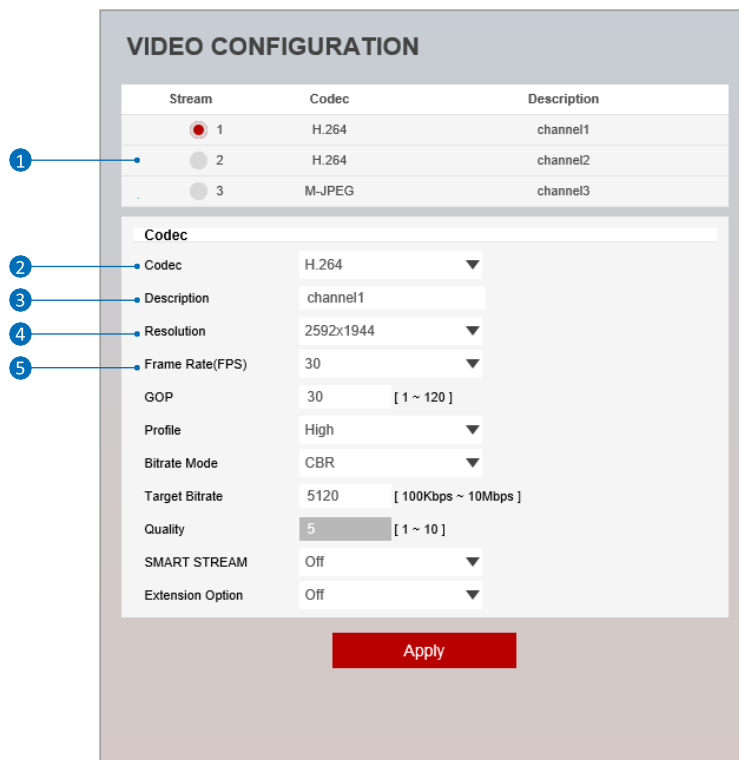 VIDEO CONFIGURATION
Stream Codec Description
1 H.264 channel1
1 2 H.264 channel2
3 M-JPEG channel3
Codec
2 Codec H.264
3 Description channel1
4 Resolution 2592x1944
5 Frame Rate(FPS) 30
GOP 30 [ 1 ~ 120 ]
Profile High
Bitrate Mode CBR
Target Bitrate 5120 [ 100Kbps ~ 10Mbps ]
Quality 5 [ 1 ~ 10 ]
SMART STREAM Off
Extension Option Off
Apply